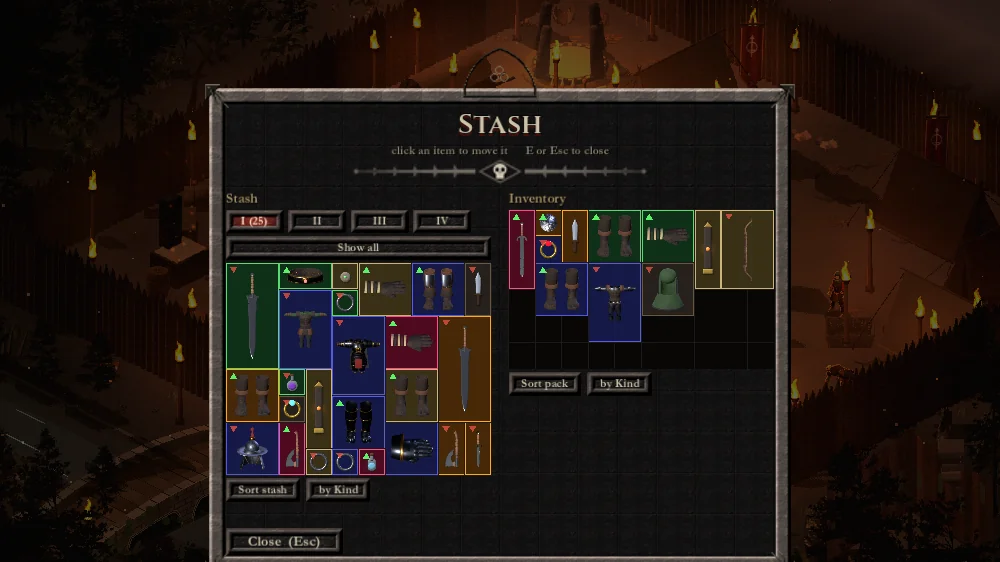 STASH
click an item to move it E or Esc to close
Stash
I (25) II III IV
Show all
Sort stash by Kind
Close (Esc)
Inventory
Sort pack by Kind